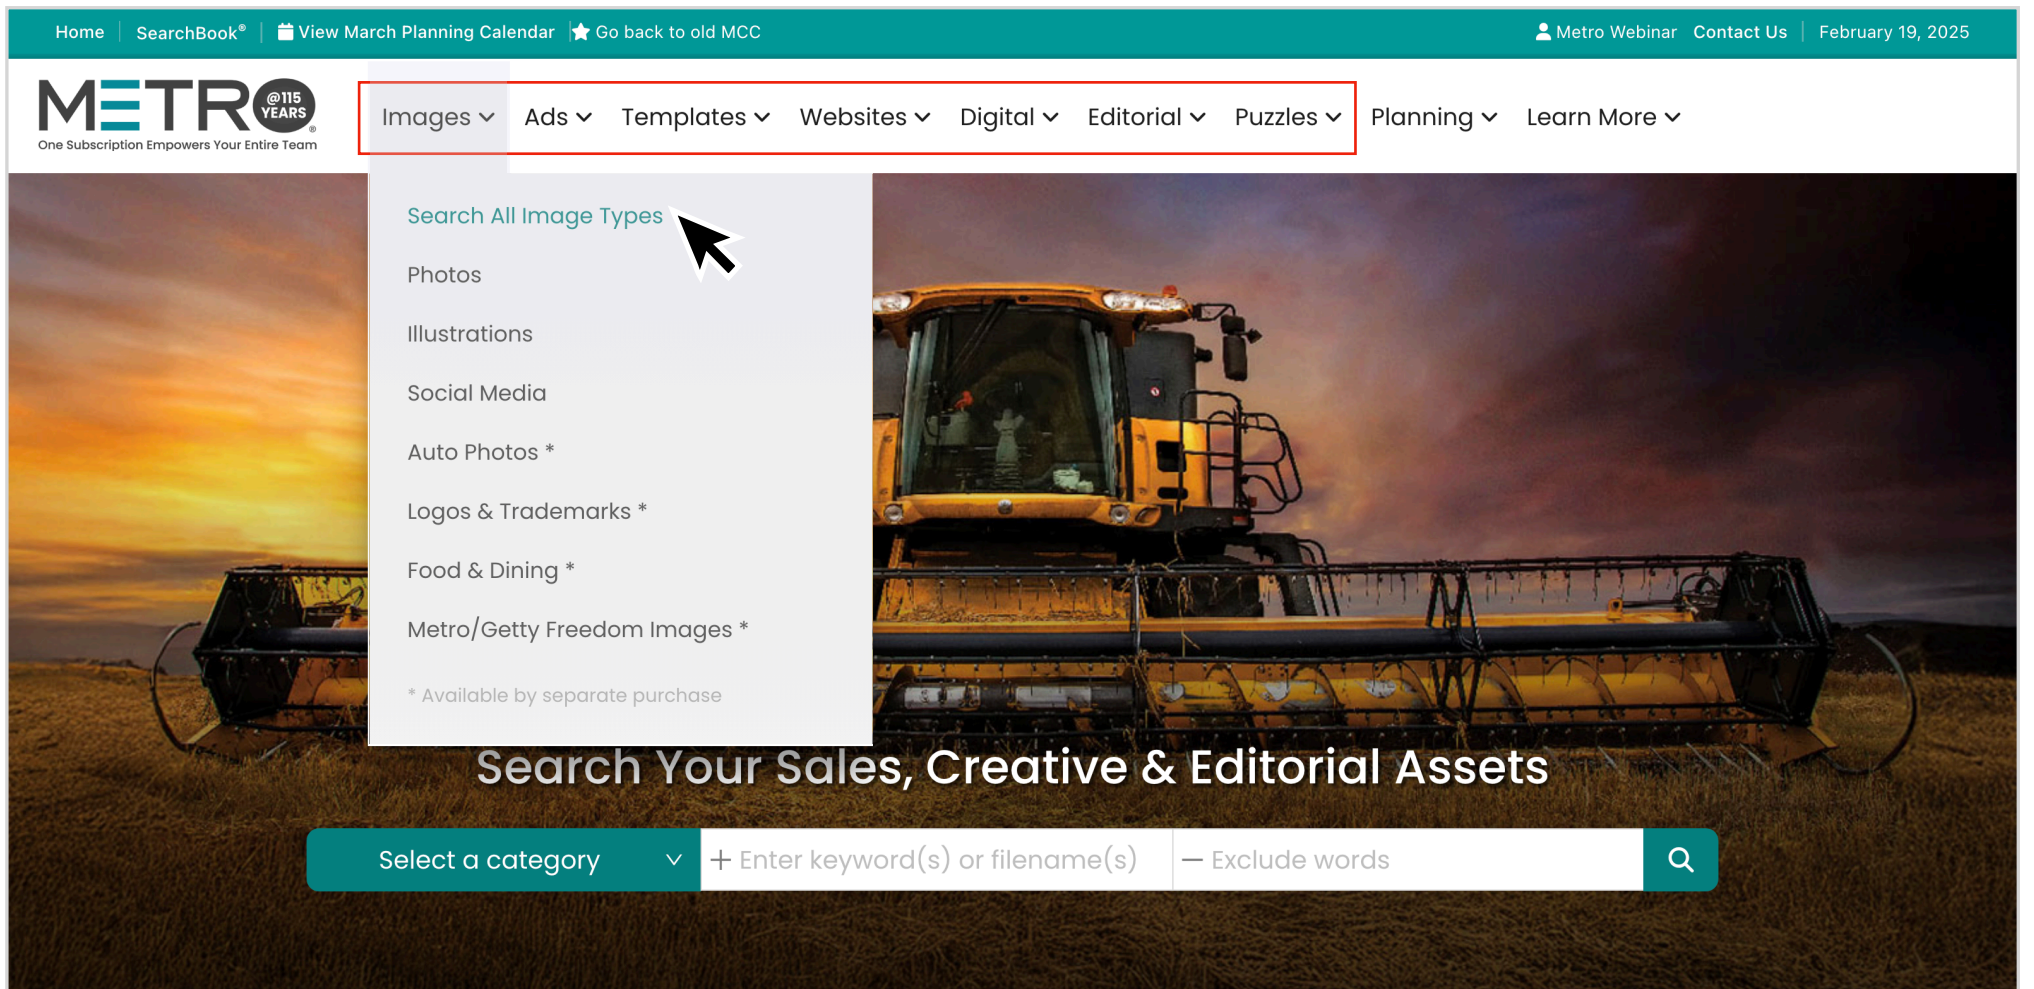 Home SearchBook® View March Planning Calendar Go back to old MCC Metro Webinar Contact Us February 19, 2025
METRO @115 YEARS ®
One Subscription Empowers Your Entire Team
Images Ads Templates Websites Digital Editorial Puzzles Planning Learn More
Search All Image Types
Photos
Illustrations
Social Media
Auto Photos *
Logos & Trademarks *
Food & Dining *
Metro/Getty Freedom Images *
* Available by separate purchase
Search Your Sales, Creative & Editorial Assets
Select a category + Enter keyword(s) or filename(s) — Exclude words